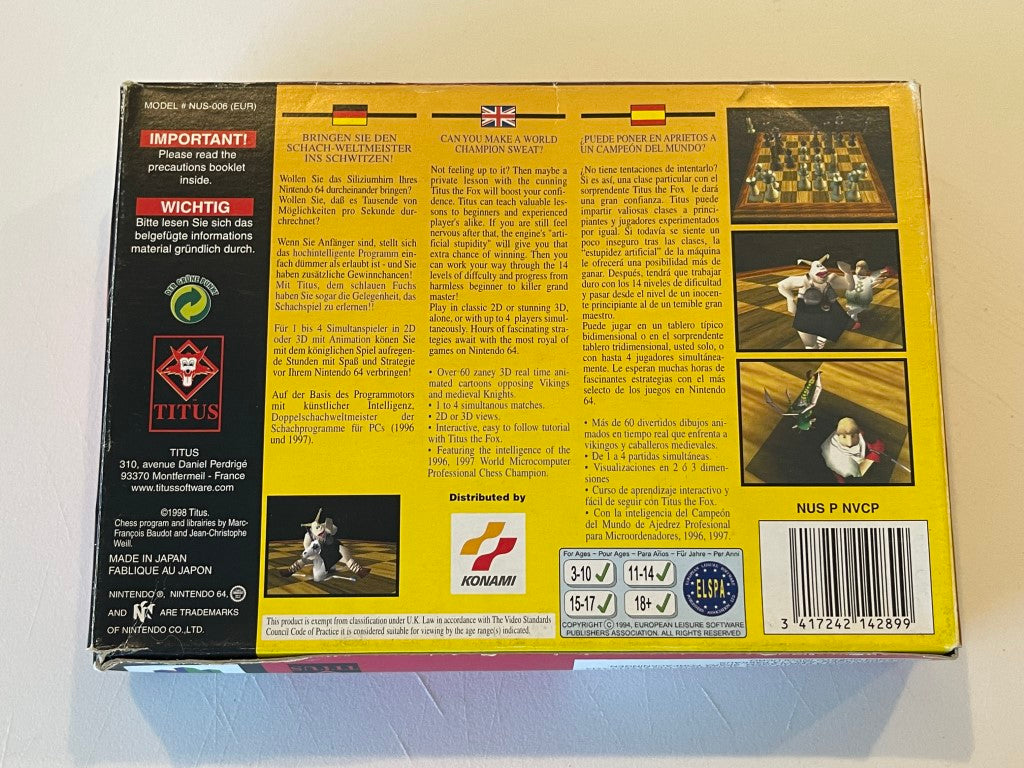 MODEL # NUS-006 (EUR)
IMPORTANT!
Please read the
precautions booklet
inside.
WICHTIG
Bitte lesen Sie sich das
belgefügte informations
material gründlich durch.
DER GRÜNE PUNKT
TITUS
TITUS
310, avenue Daniel Perdrigé
93370 Montfermeil - France
www.titussoftware.com
©1998 Titus.
Chess program and librairies by Marc-
François Baudot and Jean-Christophe
Weill.
MADE IN JAPAN
FABLIQUE AU JAPON
NINTENDO®, NINTENDO 64,
AND ARE TRADEMARKS
OF NINTENDO CO.,LTD.
BRINGEN SIE DEN
SCHACH-WELTMEISTER
INS SCHWITZEN!
Wollen Sie das Siliziumhirn Ihres
Nintendo 64 durcheinander bringen?
Wollen Sie, daß es Tausende von
Möglichkeiten pro Sekunde dur-
chrechnet?
Wenn Sie Anfänger sind, stellt sich
das hochintelligente Programm ein-
fach dümmer als erlaubt ist - und Sie
haben zusätzliche Gewinnchancen!
Mit Titus, dem schlauen Fuchs
haben Sie sogar die Gelegenheit, das
Schachspiel zu erlernen!!
Für 1 bis 4 Simultanspieler in 2D
oder 3D mit Animation könen Sie
mit dem königlichen Spiel aufregen-
de Stunden mit Spaß und Strategie
vor Ihrem Nintendo 64 verbringen!
Auf der Basis des Programmotors
mit künstlicher Intelligenz,
Doppelschachweltmeister der
Schachprogramme für PCs (1996
und 1997).
CAN YOU MAKE A WORLD
CHAMPION SWEAT?
Not feeling up to it? Then maybe a
private lesson with the cunning
Titus the Fox will boost your confi-
dence. Titus can teach valuable les-
sons to beginners and experienced
player's alike. If you are still feel
nervous after that, the engine's "arti-
ficial stupidity" will give you that
extra chance of winning. Then you
can work your way through the 14
levels of diffculty and progress from
harmless beginner to killer grand
master!
Play in classic 2D or stunning 3D,
alone, or with up to 4 players simul-
taneously. Hours of fascinating stra-
tegies await with the most royal of
games on Nintendo 64.
• Over 60 zaney 3D real time ani-
mated cartoons opposing Vikings
and medieval Knights.
• 1 to 4 simultanous matches.
• 2D or 3D views.
• Interactive, easy to follow tutorial
with Titus the Fox.
• Featuring the intelligence of the
1996, 1997 World Microcomputer
Professional Chess Champion.
Distributed by
KONAMI
¿PUEDE PONER EN APRIETOS A
UN CAMPEÓN DEL MUNDO?
¿No tiene tentaciones de intentarlo?
Si es así, una clase particular con el
sorprendente Titus the Fox le dará
una gran confianza. Titus puede
impartir valiosas clases a princi-
piantes y jugadores experimentados
por igual. Si todavía se siente un
poco inseguro tras las clases, la
"estupidez artificial" de la máquina
le ofrecerá una posibilidad más de
ganar. Después, tendrá que trabajar
duro con los 14 niveles de dificultad
y pasar desde el nivel de un inocen-
te principiante al de un temible gran
maestro.
Puede jugar en un tablero típico
bidimensional o en el sorprendente
tablero tridimensional, usted solo, o
con hasta 4 jugadores simultánea-
mente. Le esperan muchas horas de
fascinantes estrategias con el más
selecto de los juegos en Nintendo
64.
• Más de 60 divertidos dibujos ani-
mados en tiempo real que enfrenta a
vikingos y caballeros medievales.
• De 1 a 4 partidas simultáneas.
• Visualizaciones en 2 ó 3 dimen-
siones
• Curso de aprendizaje interactivo y
fácil de seguir con Titus the Fox.
• Con la inteligencia del Campeón
del Mundo de Ajedrez Profesional
para Microordenadores, 1996, 1997.
This product is exempt from classification under U.K. Law in accordance with The Video Standards
Council Code of Practice it is considered suitable for viewing by the age range(s) indicated.
For Ages ~ Pour Ages ~ Para Años ~ Für Jahre ~ Per Anni
3-10
11-14
15-17
18+
ELSPA
COPYRIGHT © 1994, EUROPEAN LEISURE SOFTWARE
PUBLISHERS ASSOCIATION. ALL RIGHTS RESERVED
NUS P NVCP
3 417242 142899
TITUS